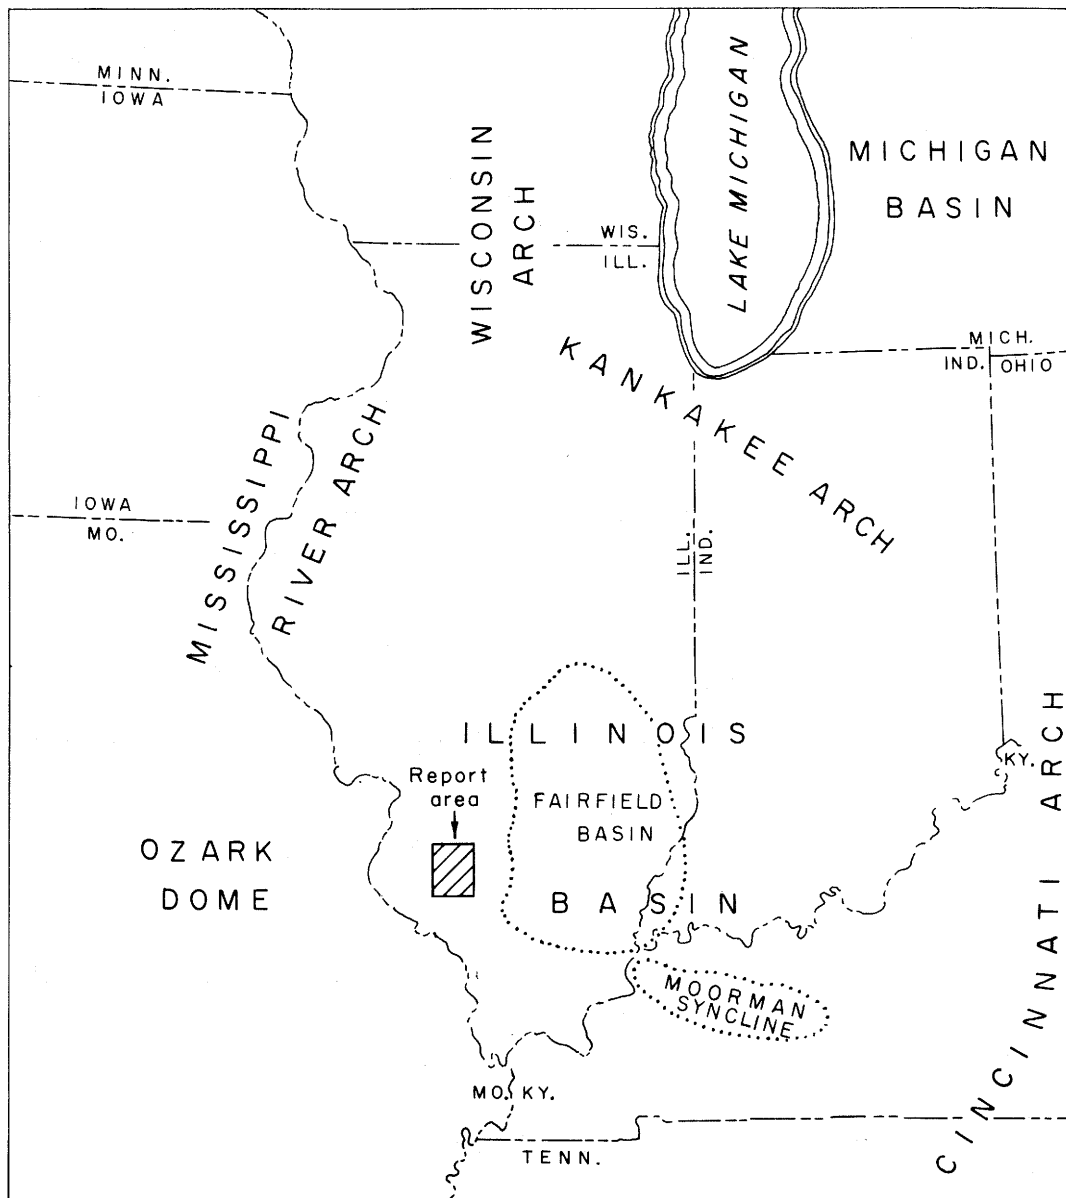 MINN.
IOWA
WISCONSIN
ARCH
WIS.
ILL.
LAKE MICHIGAN
MICHIGAN
BASIN
MICH.
IND. OHIO
KANKAKEE ARCH
MISSISSIPPI
RIVER ARCH
IOWA
MO.
ILL.
IND.
ILLINOIS
BASIN
Report
area
FAIRFIELD
BASIN
OZARK
DOME
KY.
CINCINNATI ARCH
MOORMAN
SYNCLINE
MO. KY.
TENN.